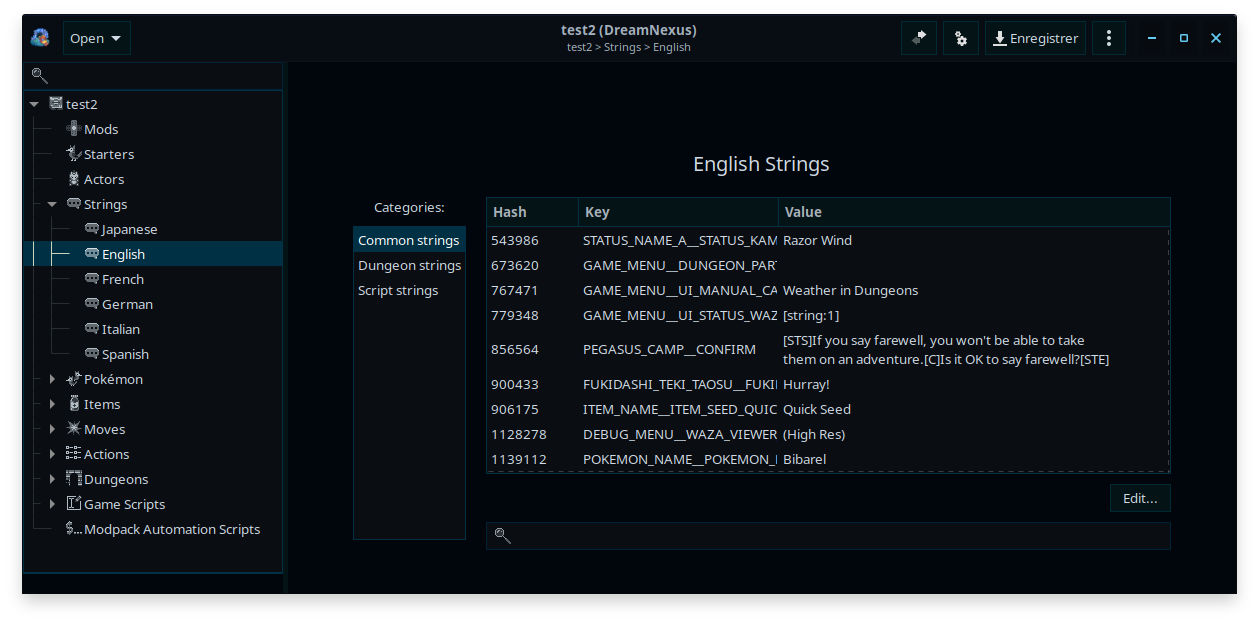 Open
test2 (DreamNexus)
test2 > Strings > English
Enregistrer
test2
Mods
Starters
Actors
Strings
Japanese
English
French
German
Italian
Spanish
Pokémon
Items
Moves
Actions
Dungeons
Game Scripts
$... Modpack Automation Scripts
English Strings
Categories:
Common strings
Dungeon strings
Script strings
Hash Key Value
543986 STATUS_NAME_A__STATUS_KAM Razor Wind
673620 GAME_MENU__DUNGEON_PAR
767471 GAME_MENU__UI_MANUAL_CA Weather in Dungeons
779348 GAME_MENU__UI_STATUS_WAZ [string:1]
856564 PEGASUS_CAMP__CONFIRM [STS]If you say farewell, you won't be able to take
them on an adventure.[C]Is it OK to say farewell?[STE]
900433 FUKIDASHI_TEKI_TAOSU__FUKI Hurray!
906175 ITEM_NAME__ITEM_SEED_QUIC Quick Seed
1128278 DEBUG_MENU__WAZA_VIEWER (High Res)
1139112 POKEMON_NAME__POKEMON_ Bibarel
Edit...